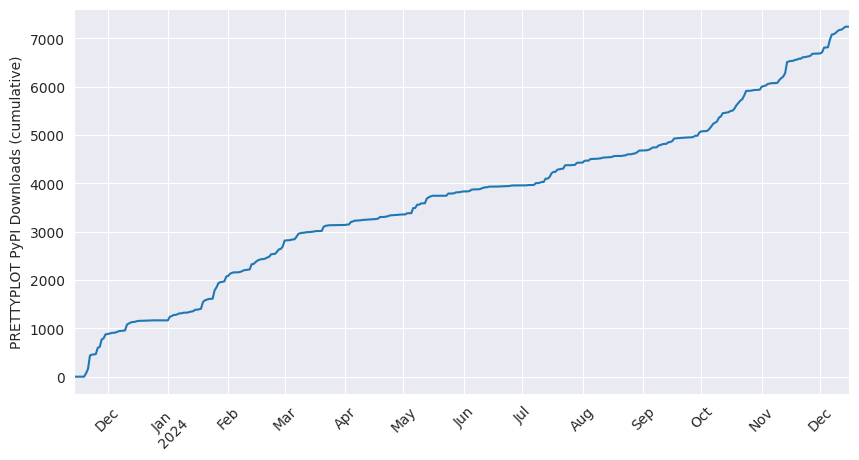 PRETTYPLOT PyPI Downloads (cumulative)
7000
6000
5000
4000
3000
2000
1000
0
Dec
Jan
2024
Feb
Mar
Apr
May
Jun
Jul
Aug
Sep
Oct
Nov
Dec